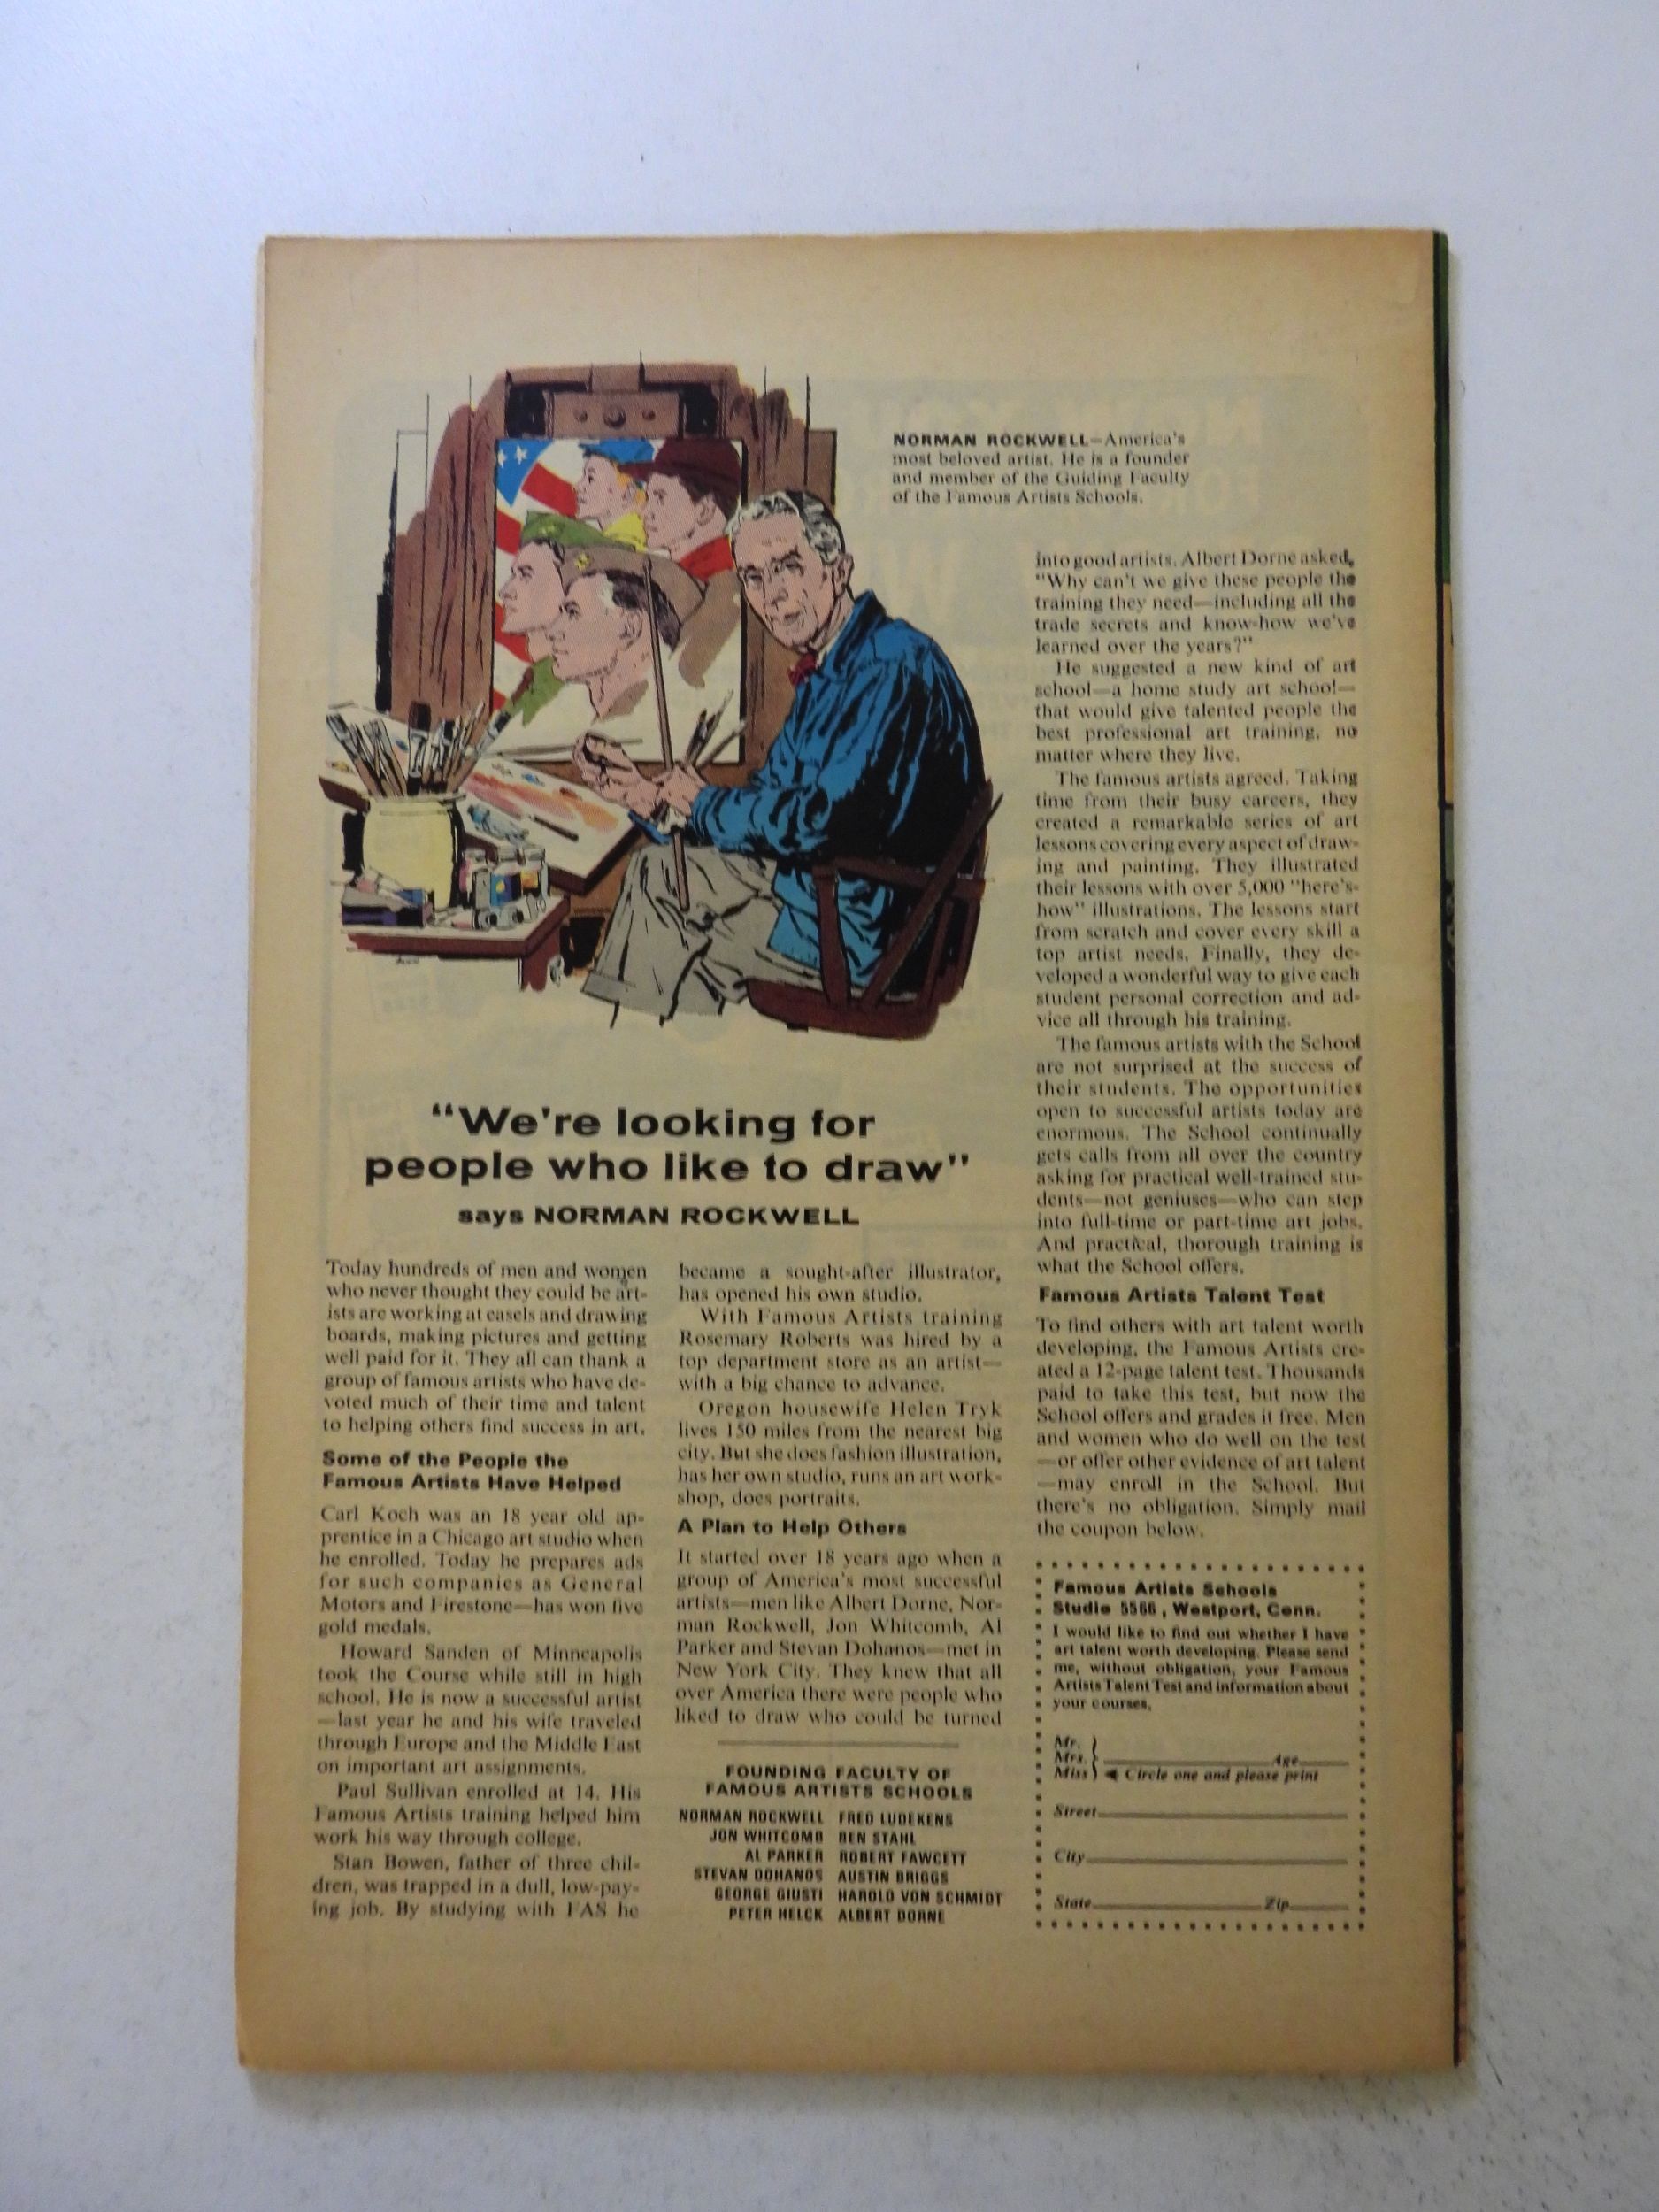 NORMAN ROCKWELL—America's
most beloved artist. He is a founder
and member of the Guiding Faculty
of the Famous Artists Schools.
"We're looking for
people who like to draw"
says NORMAN ROCKWELL
Today hundreds of men and women
who never thought they could be art-
ists are working at easels and drawing
boards, making pictures and getting
well paid for it. They all can thank a
group of famous artists who have de-
voted much of their time and talent
to helping others find success in art.
Some of the People the
Famous Artists Have Helped
Carl Koch was an 18 year old ap-
prentice in a Chicago art studio when
he enrolled. Today he prepares ads
for such companies as General
Motors and Firestone—has won five
gold medals.
Howard Sanden of Minneapolis
took the Course while still in high
school. He is now a successful artist
—last year he and his wife traveled
through Europe and the Middle East
on important art assignments.
Paul Sullivan enrolled at 14. His
Famous Artists training helped him
work his way through college.
Stan Bowen, father of three chil-
dren, was trapped in a dull, low-pay-
ing job. By studying with FAS he
became a sought-after illustrator,
has opened his own studio.
With Famous Artists training
Rosemary Roberts was hired by a
top department store as an artist—
with a big chance to advance.
Oregon housewife Helen Tryk
lives 150 miles from the nearest big
city. But she does fashion illustration,
has her own studio, runs an art work-
shop, does portraits.
A Plan to Help Others
It started over 18 years ago when a
group of America's most successful
artists—men like Albert Dorne, Nor-
man Rockwell, Jon Whitcomb, Al
Parker and Stevan Dohanos—met in
New York City. They knew that all
over America there were people who
liked to draw who could be turned
FOUNDING FACULTY OF
FAMOUS ARTISTS SCHOOLS
NORMAN ROCKWELL FRED LUDEKENS
JON WHITCOMB BEN STAHL
AL PARKER ROBERT FAWCETT
STEVAN DOHANOS AUSTIN BRIGGS
GEORGE GIUSTI HAROLD VON SCHMIDT
PETER HELCK ALBERT DORNE
into good artists. Albert Dorne asked,
"Why can't we give these people the
training they need—including all the
trade secrets and know-how we've
learned over the years?"
He suggested a new kind of art
school—a home study art school—
that would give talented people the
best professional art training, no
matter where they live.
The famous artists agreed. Taking
time from their busy careers, they
created a remarkable series of art
lessons covering every aspect of draw-
ing and painting. They illustrated
their lessons with over 5,000 "here's-
how" illustrations. The lessons start
from scratch and cover every skill a
top artist needs. Finally, they de-
veloped a wonderful way to give each
student personal correction and ad-
vice all through his training.
The famous artists with the School
are not surprised at the success of
their students. The opportunities
open to successful artists today are
enormous. The School continually
gets calls from all over the country
asking for practical well-trained stu-
dents—not geniuses—who can step
into full-time or part-time art jobs.
And practical, thorough training is
what the School offers.
Famous Artists Talent Test
To find others with art talent worth
developing, the Famous Artists cre-
ated a 12-page talent test. Thousands
paid to take this test, but now the
School offers and grades it free. Men
and women who do well on the test
—or offer other evidence of art talent
—may enroll in the School. But
there's no obligation. Simply mail
the coupon below.
Famous Artists Schools
Studio 5566, Westport, Conn.
I would like to find out whether I have
art talent worth developing. Please send
me, without obligation, your Famous
Artists Talent Test and information about
your courses.
Mr.
Mrs. Age
Miss Circle one and please print
Street
City
State Zip